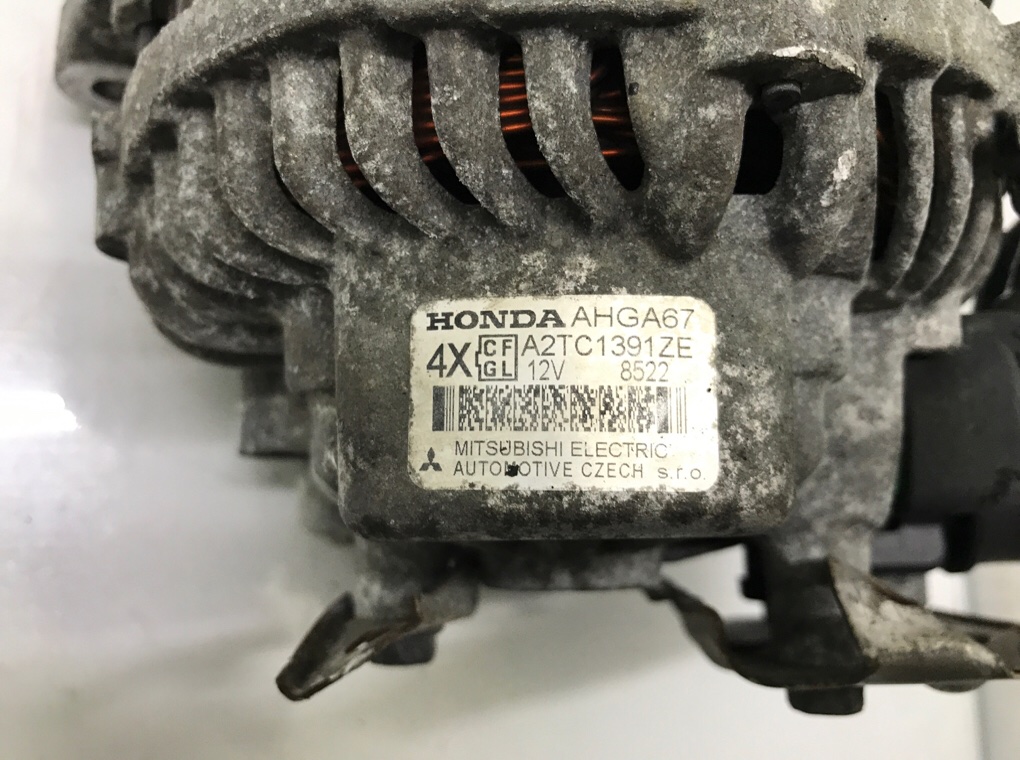 HONDA AHGA67
4X CF GL A2TC1391ZE
12V 8522
MITSUBISHI ELECTRIC
AUTOMOTIVE CZECH s.r.o.